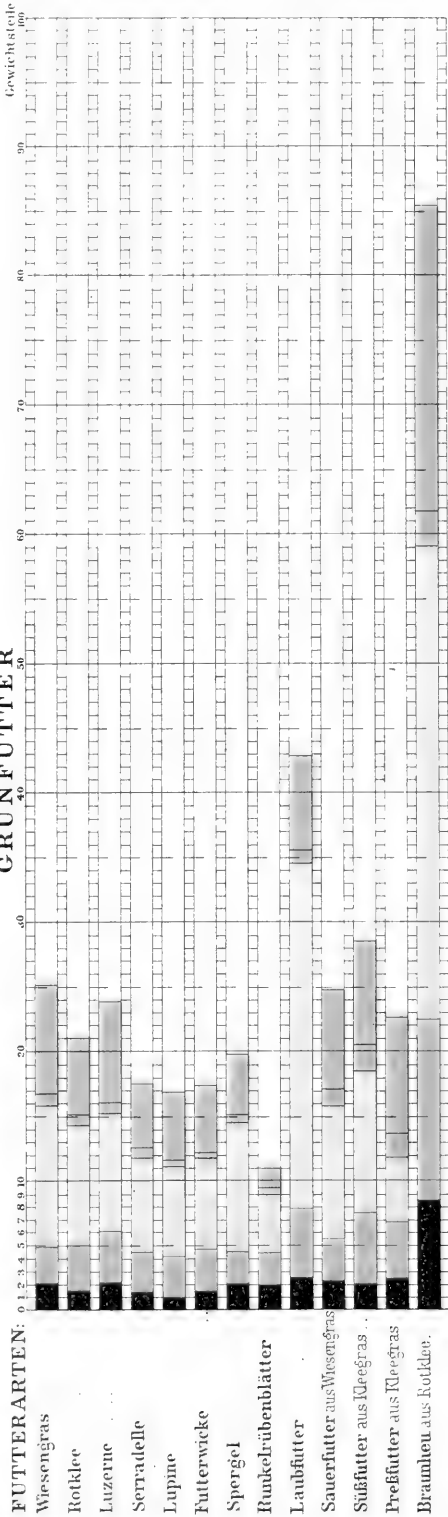 GRÜNFUTTER
Gewichtsteile
FUTTERARTEN:
0 1 2 3 4 5 6 7 8 9 10 20 30 40 50 60 70 80 90 100
Wiesengras
Rotklee
Luzerne
Serradelle
Lupine
Futterwicke
Spergel
Runkelrübenblätter
Laubfutter
Sauerfutter aus Wiesengras
Süßfutter aus Kleegras
Preßfutter aus Kleegras
Braunheu aus Rotklee.